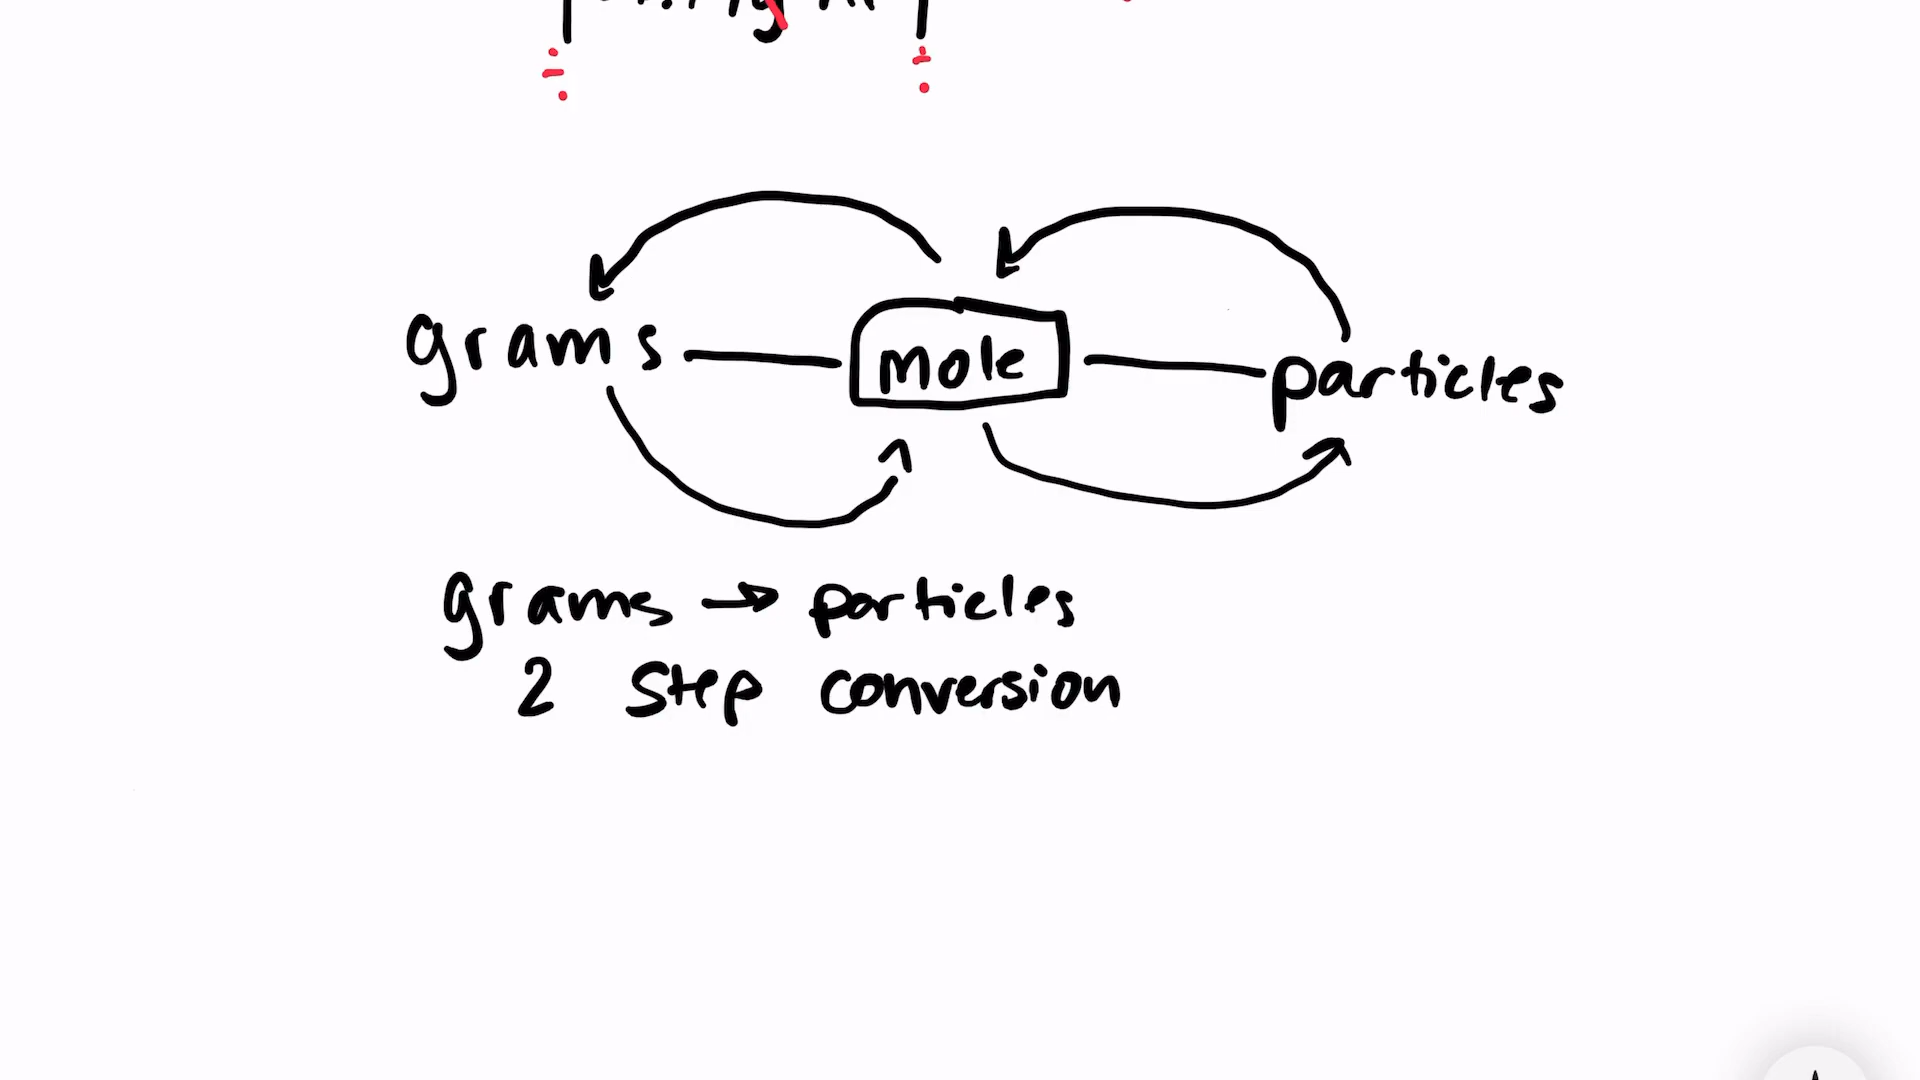 grams — mole — particles
grams → particles
2 step conversion